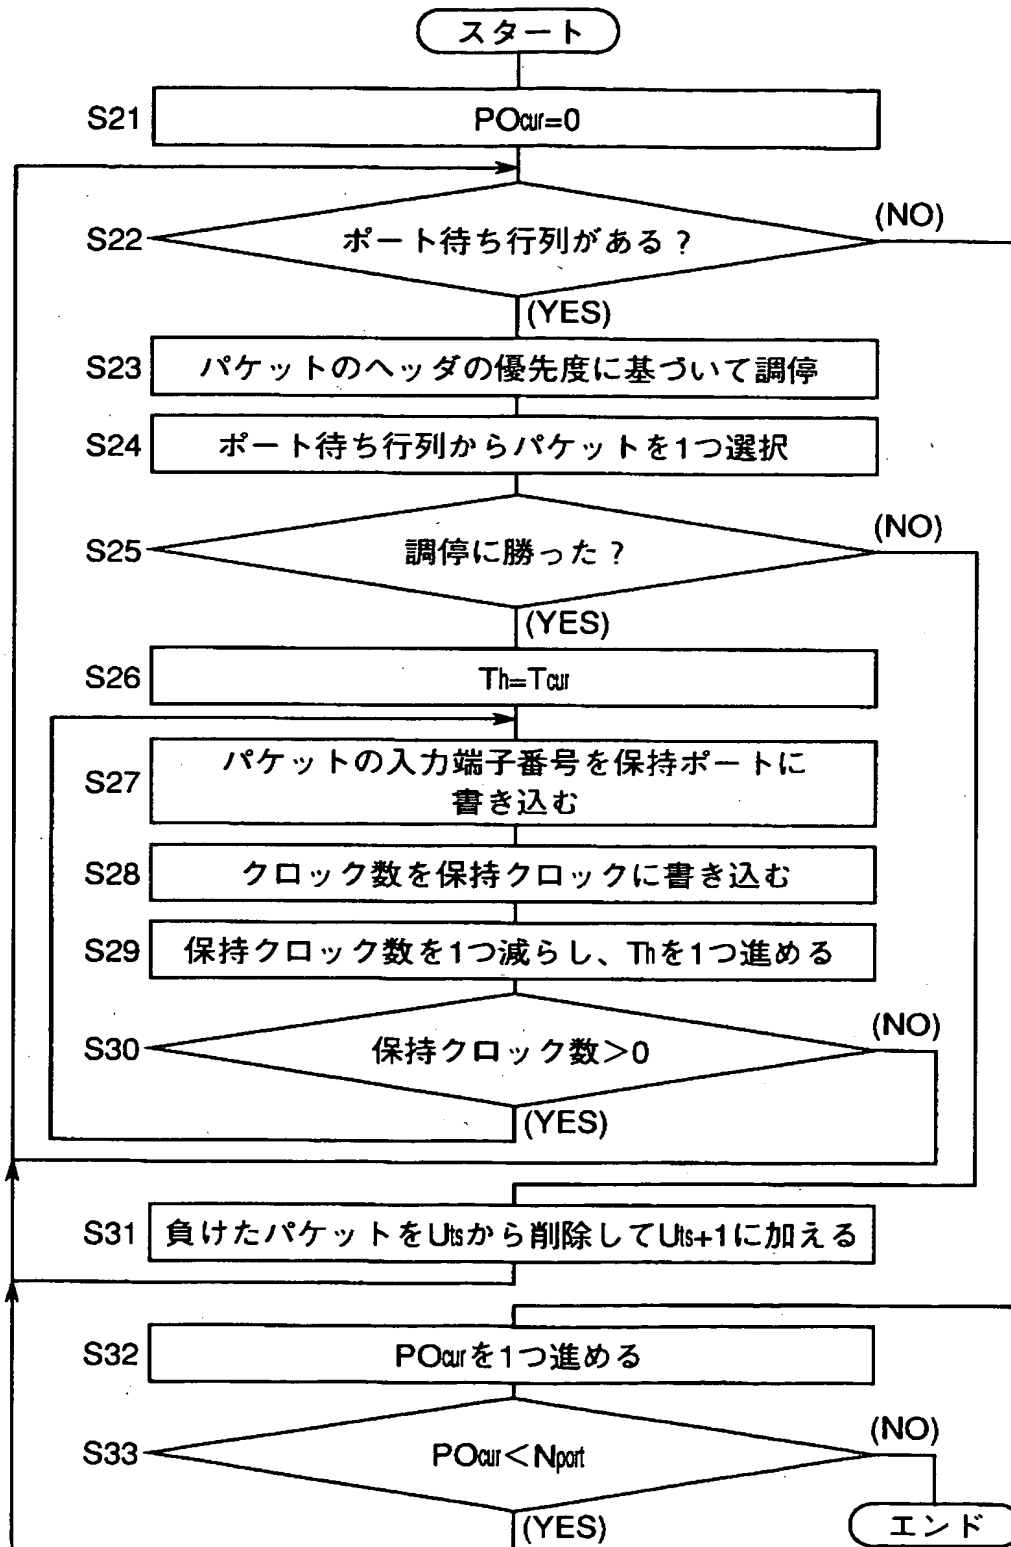 スタート
S21
POcur=0
S22
ポート待ち行列がある？
(NO)
(YES)
S23
パケットのヘッダの優先度に基づいて調停
S24
ポート待ち行列からパケットを1つ選択
S25
調停に勝った？
(NO)
(YES)
S26
Th=Tcur
S27
パケットの入力端子番号を保持ポートに
書き込む
S28
クロック数を保持クロックに書き込む
S29
保持クロック数を1つ減らし、Thを1つ進める
S30
保持クロック数>0
(NO)
(YES)
S31
負けたパケットをUtsから削除してUts+1に加える
S32
POcurを1つ進める
S33
POcur<Nport
(NO)
(YES)
エンド